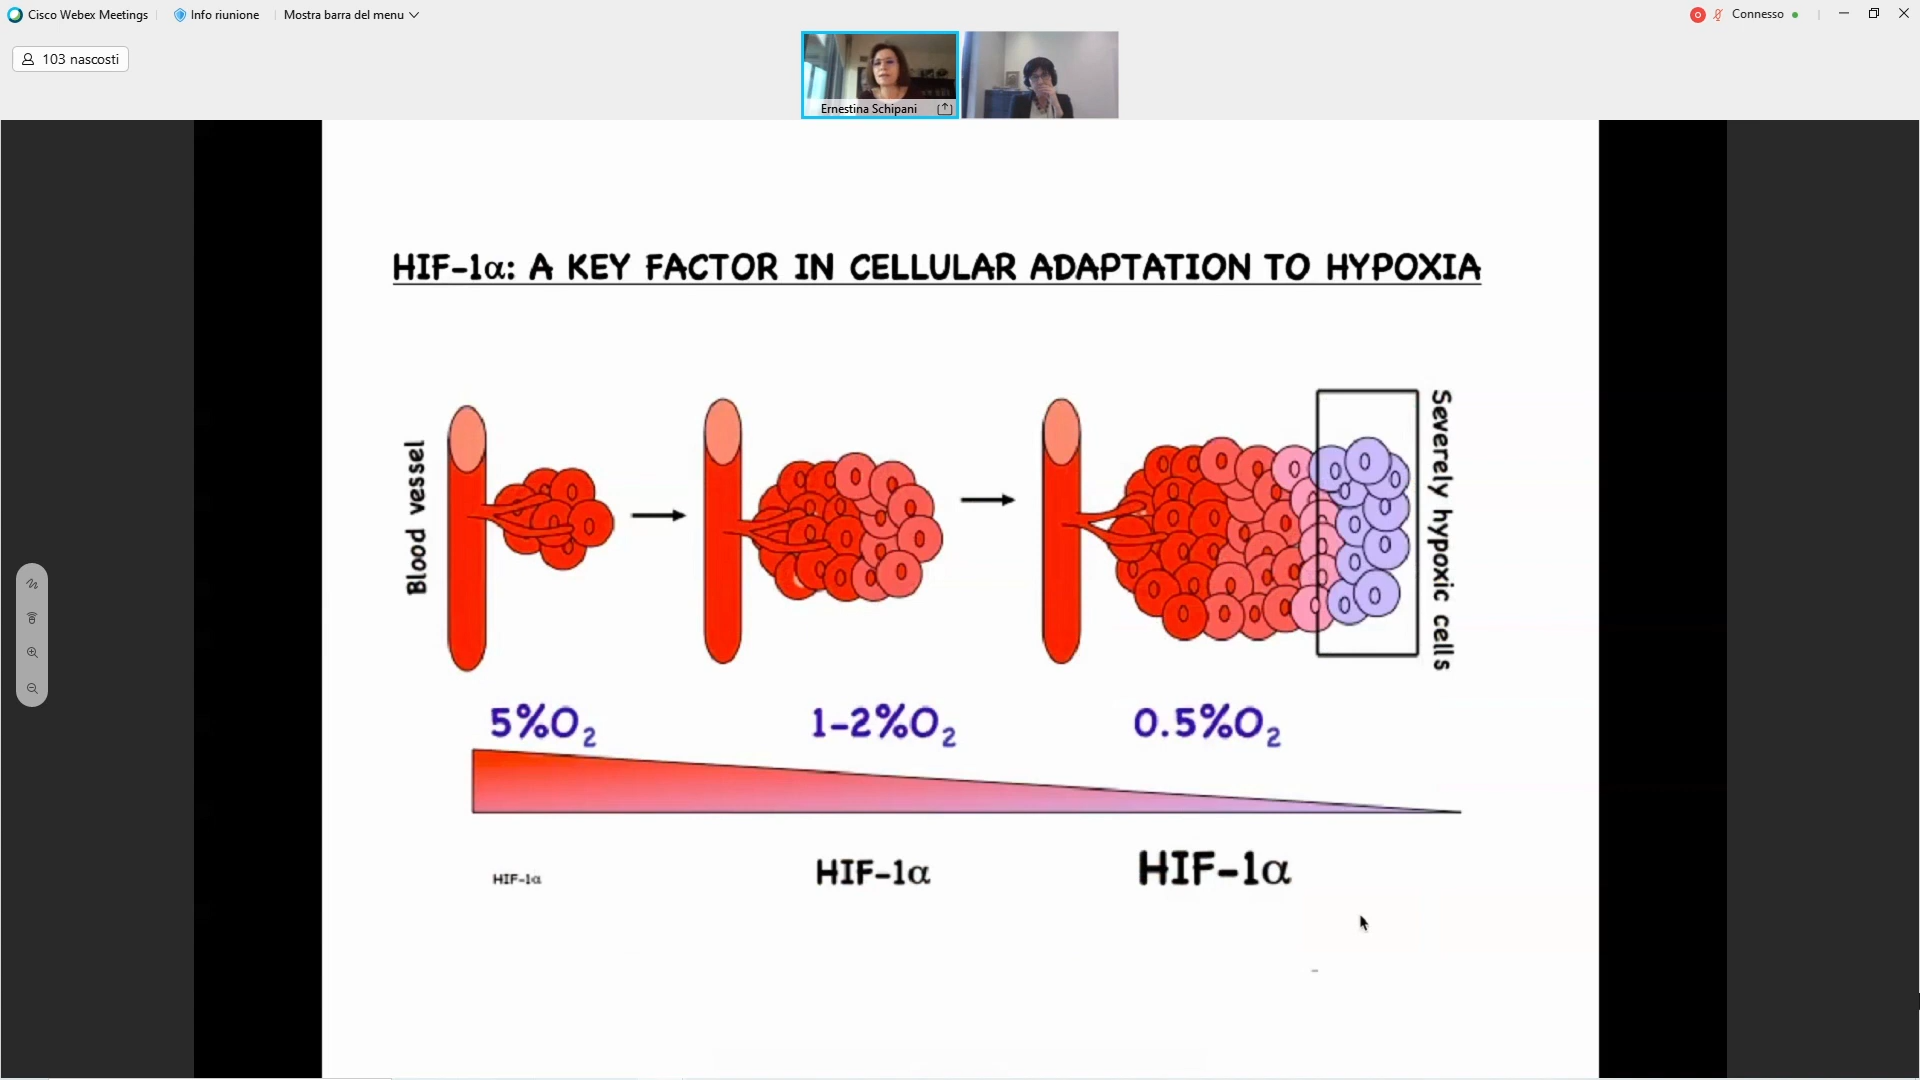 Cisco Webex Meetings
Info riunione
Mostra barra del menu
Connesso
103 nascosti
Ernestina Schipani
HIF-1α: A KEY FACTOR IN CELLULAR ADAPTATION TO HYPOXIA
Blood vessel
Severely hypoxic cells
5%O₂
1-2%O₂
0.5%O₂
HIF-1α
HIF-1α
HIF-1α